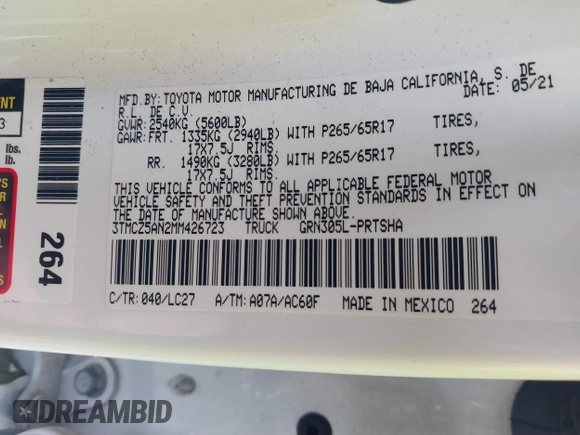 MFD.BY:TOYOTA MOTOR MANUFACTURING DE BAJA CALIFORNIA, S. DE
R.L. DE C.V. DATE: 05/21
GVWR:2540KG (5600LB)
GAWR:FRT. 1335KG (2940LB) WITH P265/65R17 TIRES,
17X7.5J RIMS.
RR. 1490KG (3280LB) WITH P265/65R17 TIRES,
17X7.5J RIMS.
THIS VEHICLE CONFORMS TO ALL APPLICABLE FEDERAL MOTOR
VEHICLE SAFETY AND THEFT PREVENTION STANDARDS IN EFFECT ON
THE DATE OF MANUFACTURE SHOWN ABOVE.
3TMCZ5AN2MM426723 TRUCK GRN305L-PRTSHA
C/TR:040/LC27 A/TM:A07A/AC60F MADE IN MEXICO 264
3
lbs.
lb.
264
DREAMBID